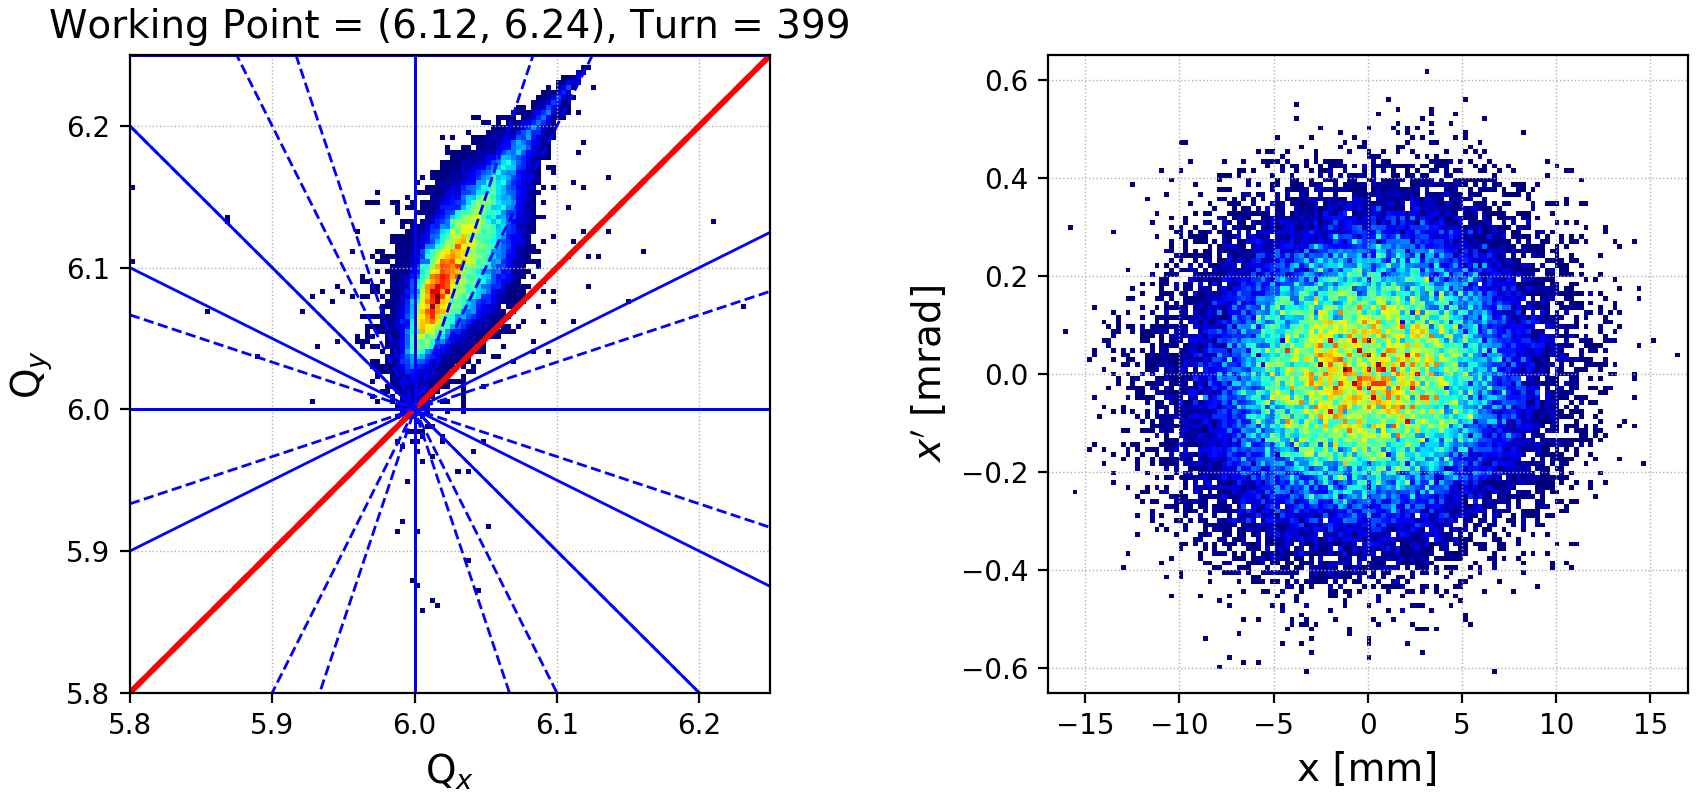 Working Point = (6.12, 6.24), Turn = 399
6.2
6.1
6.0
5.9
5.8
Q_y
5.8 5.9 6.0 6.1 6.2
Q_x
0.6
0.4
0.2
0.0
−0.2
−0.4
−0.6
x′ [mrad]
−15 −10 −5 0 5 10 15
x [mm]